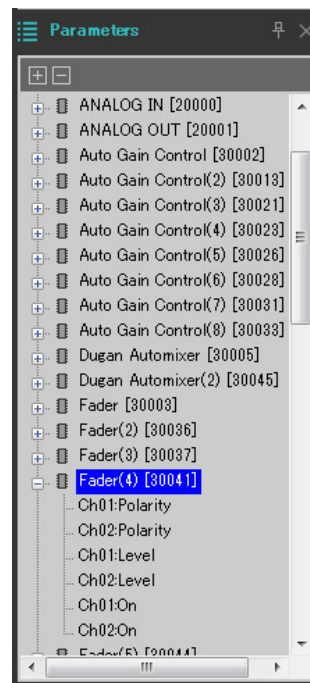 Parameters
ANALOG IN [20000]
ANALOG OUT [20001]
Auto Gain Control [30002]
Auto Gain Control(2) [30013]
Auto Gain Control(3) [30021]
Auto Gain Control(4) [30023]
Auto Gain Control(5) [30026]
Auto Gain Control(6) [30028]
Auto Gain Control(7) [30031]
Auto Gain Control(8) [30033]
Dugan Automixer [30005]
Dugan Automixer(2) [30045]
Fader [30003]
Fader(2) [30036]
Fader(3) [30037]
Fader(4) [30041]
Ch01:Polarity
Ch02:Polarity
Ch01:Level
Ch02:Level
Ch01:On
Ch02:On
Fader(5) [30044]